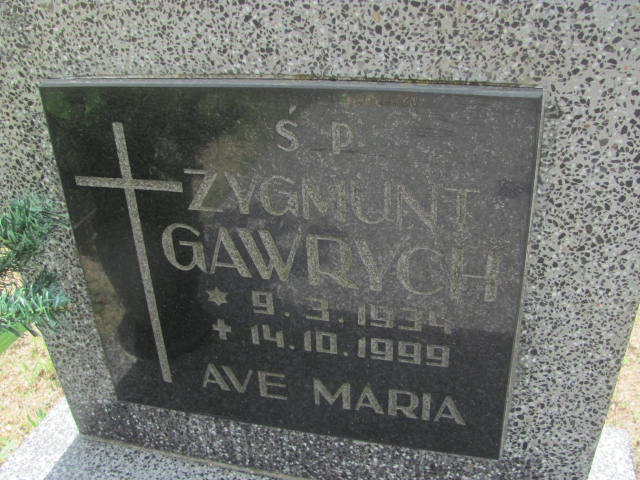 Ś P
ZYGMUNT
GAWRYCH
* 9.3.1934
+ 14.10.1999
AVE MARIA